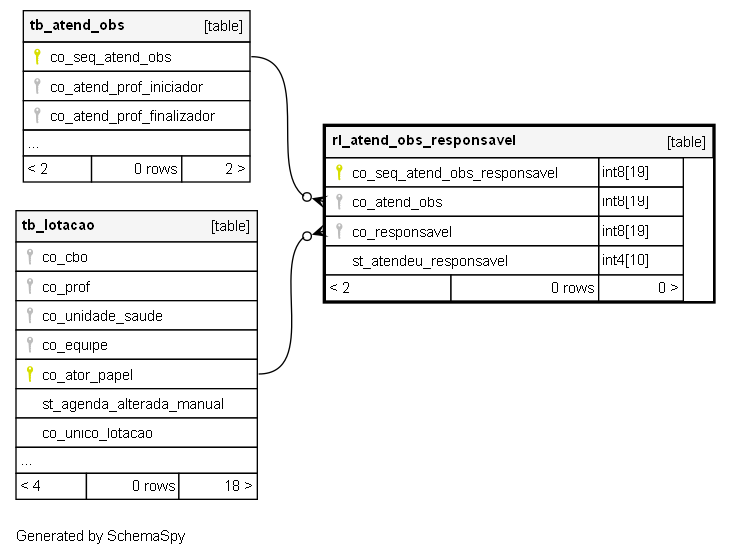 tb_atend_obs [table]
co_seq_atend_obs
co_atend_prof_iniciador
co_atend_prof_finalizador
...
< 2 0 rows 2 >
rl_atend_obs_responsavel [table]
co_seq_atend_obs_responsavel int8[19]
co_atend_obs int8[19]
co_responsavel int8[19]
st_atendeu_responsavel int4[10]
< 2 0 rows 0 >
tb_lotacao [table]
co_cbo
co_prof
co_unidade_saude
co_equipe
co_ator_papel
st_agenda_alterada_manual
co_unico_lotacao
...
< 4 0 rows 18 >
Generated by SchemaSpy